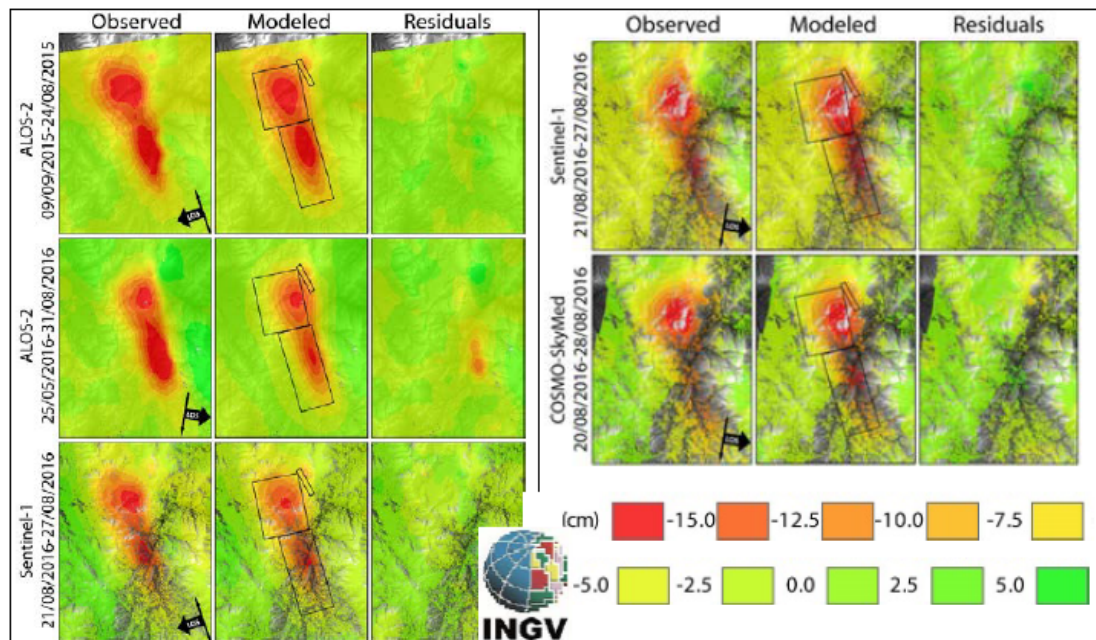 Observed Modeled Residuals
ALOS-2
09/09/2015-24/08/2015
LOS
ALOS-2
25/05/2016-31/08/2016
LOS
Sentinel-1
21/08/2016-27/08/2016
LOS
Observed Modeled Residuals
Sentinel-1
21/08/2016-27/08/2016
LOS
COSMO-SkyMed
20/08/2016-28/08/2016
LOS
(cm) -15.0 -12.5 -10.0 -7.5
-5.0 -2.5 0.0 2.5 5.0
INGV